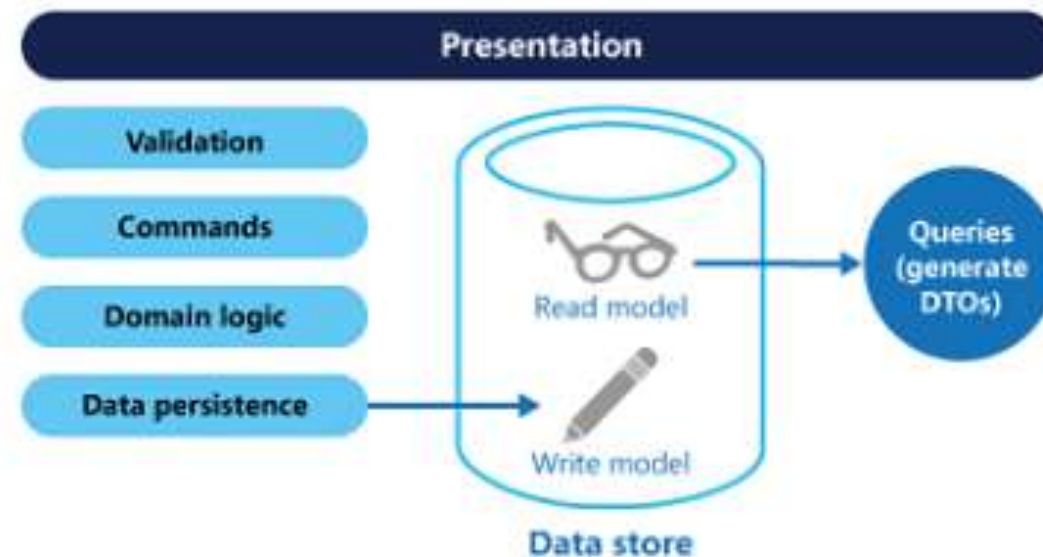 Presentation
Validation
Commands
Domain logic
Data persistence
Read model
Write model
Data store
Queries
(generate
DTOs)